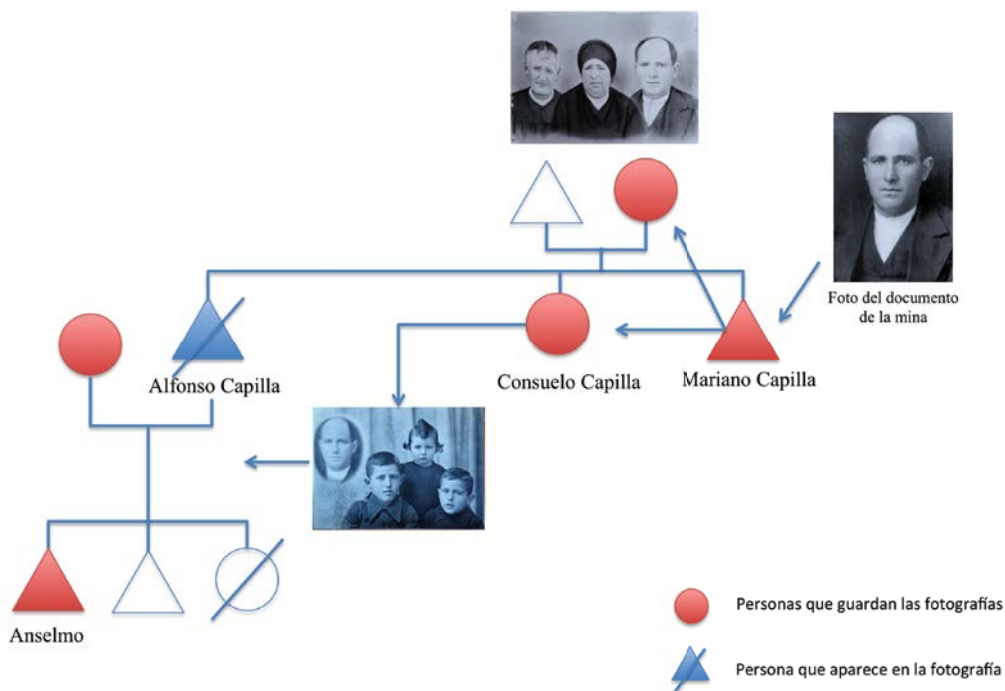 Foto del documento
de la mina
Alfonso Capilla
Consuelo Capilla
Mariano Capilla
Anselmo
Personas que guardan las fotografías
Persona que aparece en la fotografía